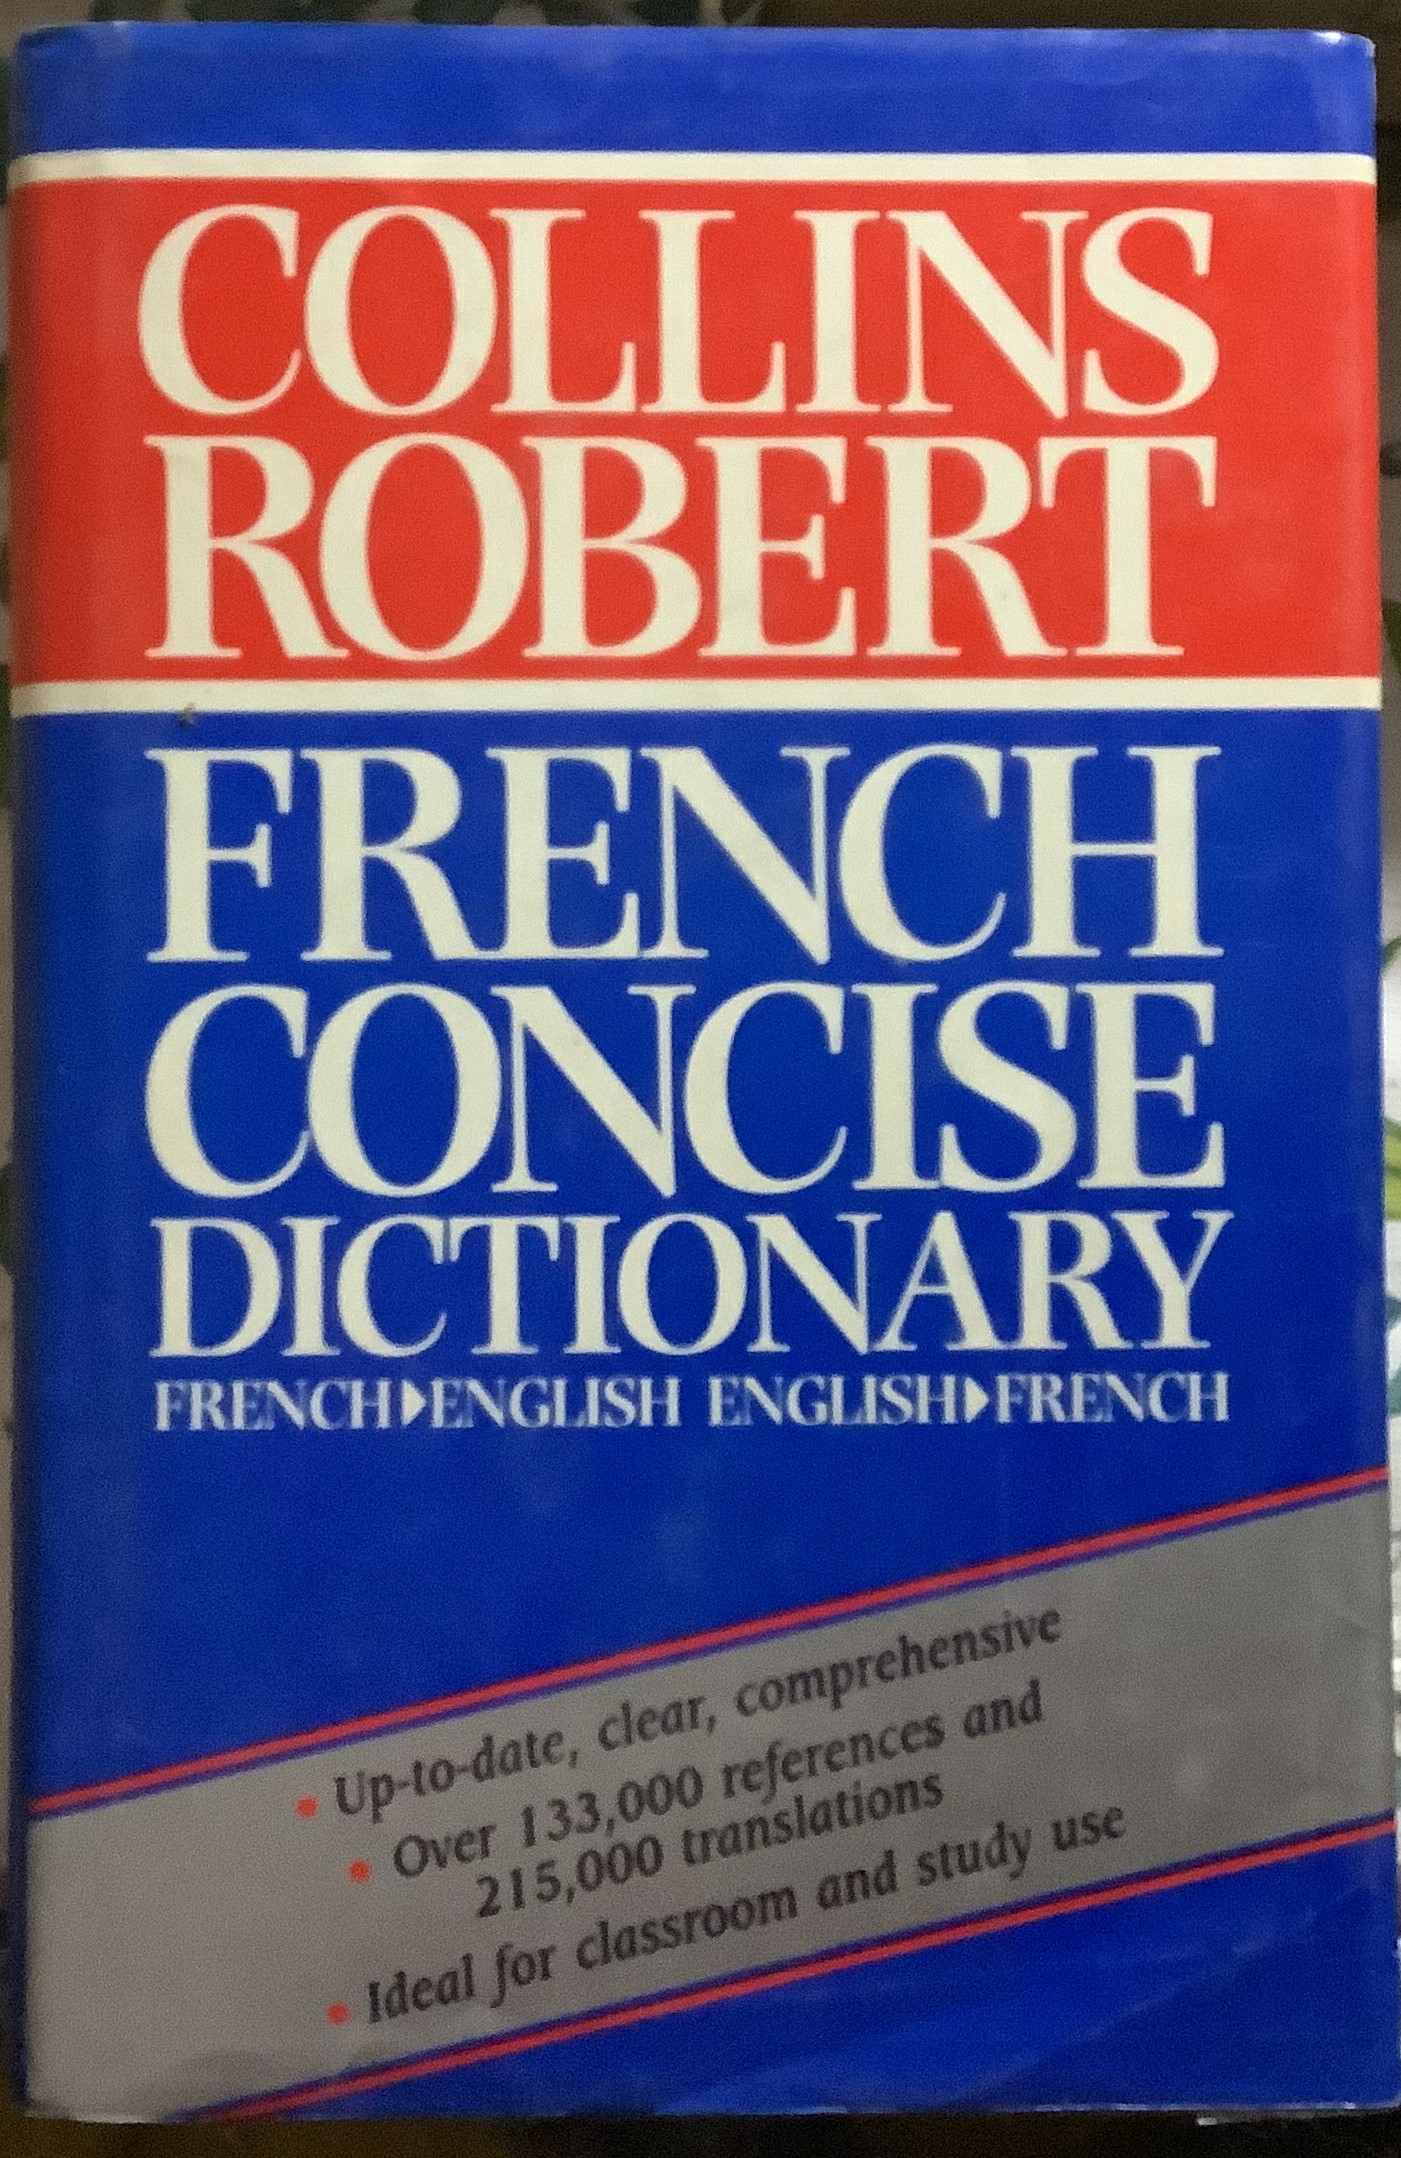 COLLINS
ROBERT
FRENCH
CONCISE
DICTIONARY
FRENCH▶ENGLISH ENGLISH▶FRENCH
• Up-to-date, clear, comprehensive
• Over 133,000 references and
215,000 translations
• Ideal for classroom and study use